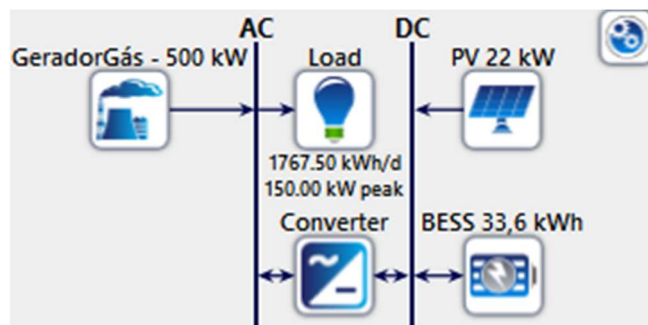 AC DC
GeradorGás - 500 kW Load PV 22 kW
1767.50 kWh/d
150.00 kW peak
Converter BESS 33,6 kWh